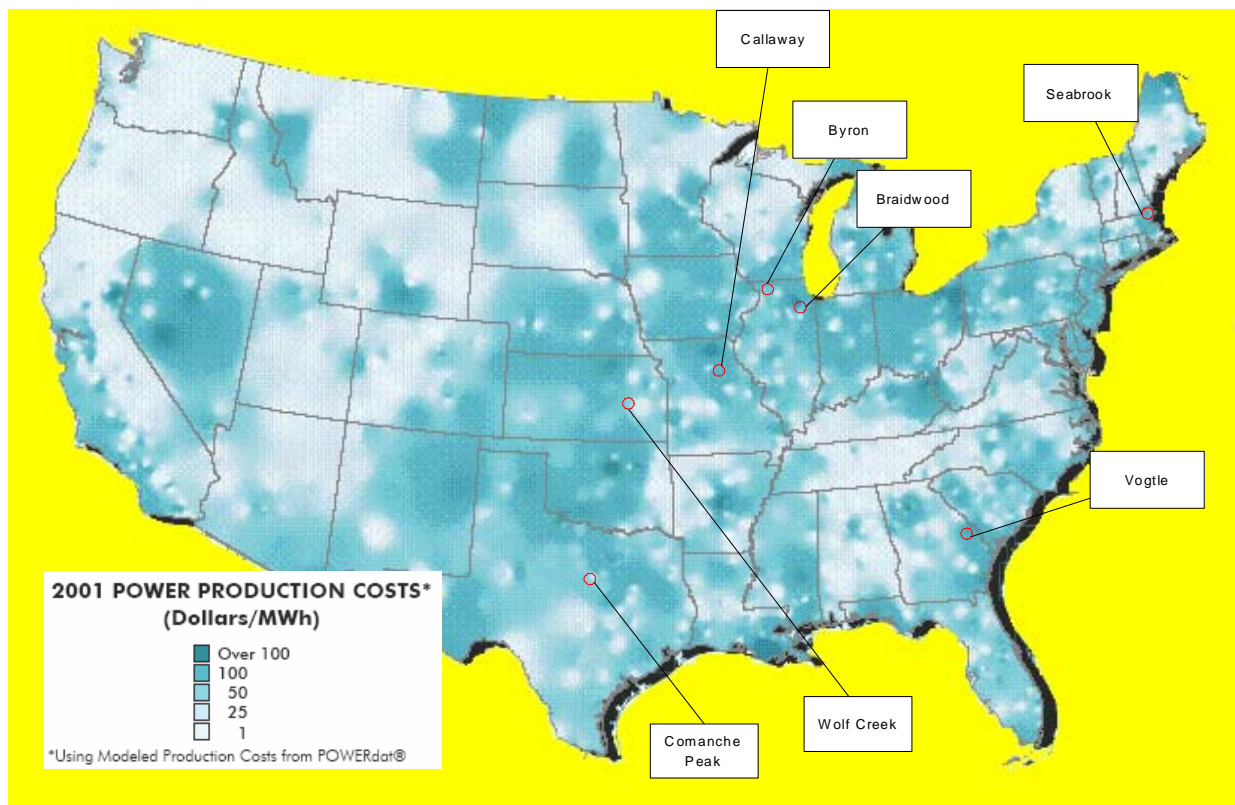 Callaway
Seabrook
Byron
Braidwood
Vogtle
2001 POWER PRODUCTION COSTS*
(Dollars/MWh)
Over 100
100
50
25
1
*Using Modeled Production Costs from POWERdat®
Wolf Creek
Comanche
Peak